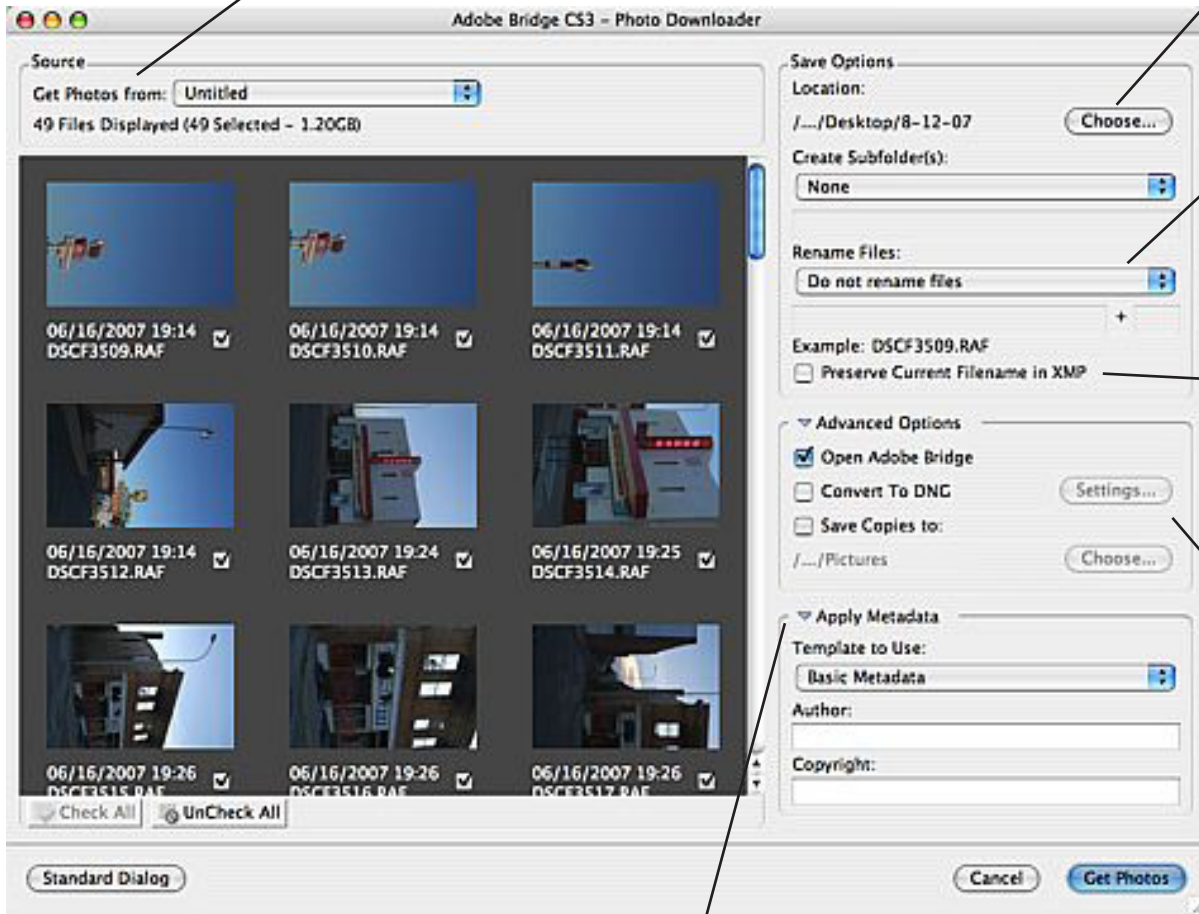 Adobe Bridge CS3 – Photo Downloader
Source
Get Photos from: Untitled
49 Files Displayed (49 Selected – 1.20GB)
06/16/2007 19:14
DSCF3509.RAF
06/16/2007 19:14
DSCF3510.RAF
06/16/2007 19:14
DSCF3511.RAF
06/16/2007 19:14
DSCF3512.RAF
06/16/2007 19:24
DSCF3513.RAF
06/16/2007 19:25
DSCF3514.RAF
06/16/2007 19:26
DSCF3515.RAF
06/16/2007 19:26
DSCF3516.RAF
06/16/2007 19:26
DSCF3517.RAF
Check All
UnCheck All
Save Options
Location:
/.../Desktop/8-12-07
Choose...
Create Subfolder(s):
None
Rename Files:
Do not rename files
+
Example: DSCF3509.RAF
Preserve Current Filename in XMP
Advanced Options
Open Adobe Bridge
Convert To DNG
Settings...
Save Copies to:
/.../Pictures
Choose...
Apply Metadata
Template to Use:
Basic Metadata
Author:
Copyright:
Standard Dialog
Cancel
Get Photos